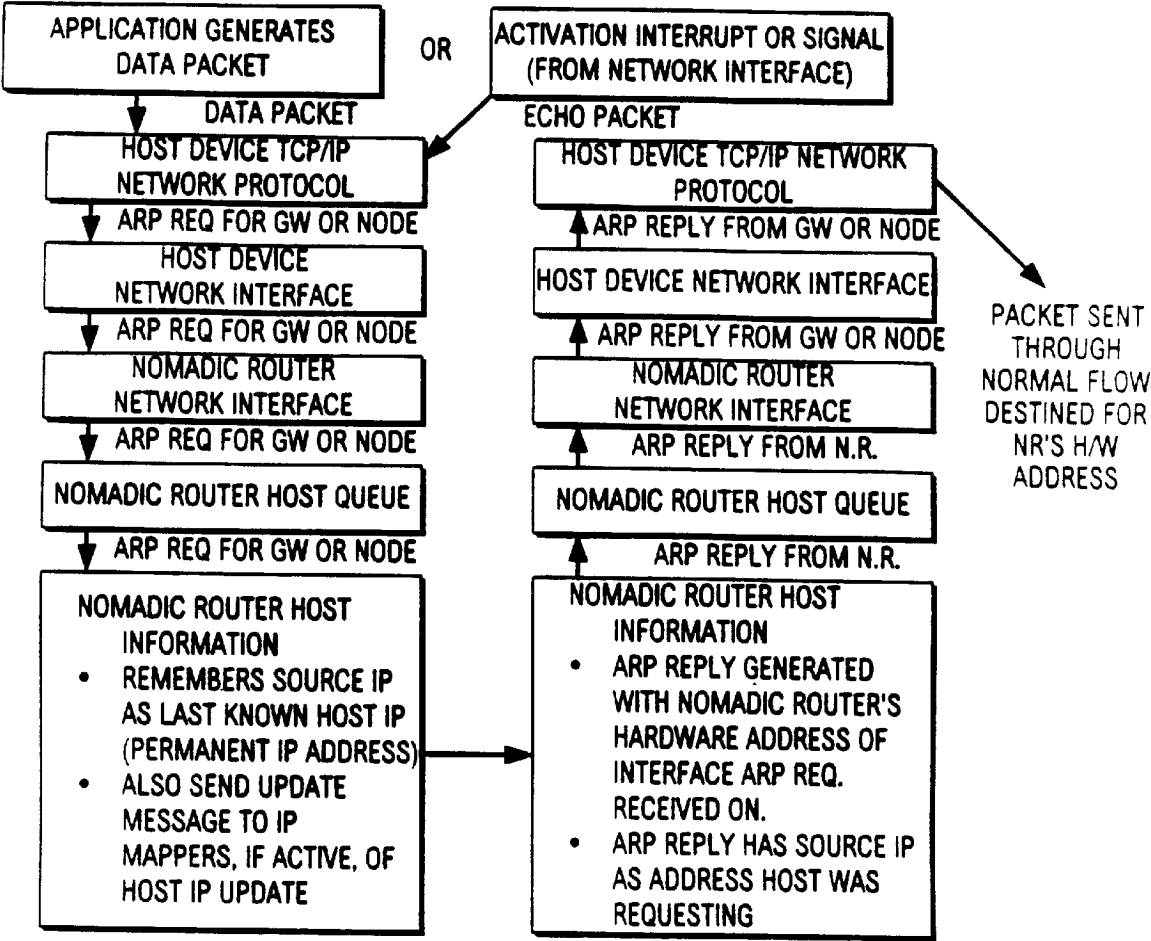 APPLICATION GENERATES
DATA PACKET
OR
ACTIVATION INTERRUPT OR SIGNAL
(FROM NETWORK INTERFACE)
DATA PACKET
ECHO PACKET
HOST DEVICE TCP/IP
NETWORK PROTOCOL
ARP REQ FOR GW OR NODE
HOST DEVICE
NETWORK INTERFACE
ARP REQ FOR GW OR NODE
NOMADIC ROUTER
NETWORK INTERFACE
ARP REQ FOR GW OR NODE
NOMADIC ROUTER HOST QUEUE
ARP REQ FOR GW OR NODE
NOMADIC ROUTER HOST
INFORMATION
• REMEMBERS SOURCE IP
AS LAST KNOWN HOST IP
(PERMANENT IP ADDRESS)
• ALSO SEND UPDATE
MESSAGE TO IP
MAPPERS, IF ACTIVE, OF
HOST IP UPDATE
HOST DEVICE TCP/IP NETWORK
PROTOCOL
ARP REPLY FROM GW OR NODE
HOST DEVICE NETWORK INTERFACE
ARP REPLY FROM GW OR NODE
NOMADIC ROUTER
NETWORK INTERFACE
ARP REPLY FROM N.R.
NOMADIC ROUTER HOST QUEUE
ARP REPLY FROM N.R.
NOMADIC ROUTER HOST
INFORMATION
• ARP REPLY GENERATED
WITH NOMADIC ROUTER'S
HARDWARE ADDRESS OF
INTERFACE ARP REQ.
RECEIVED ON.
• ARP REPLY HAS SOURCE IP
AS ADDRESS HOST WAS
REQUESTING
PACKET SENT
THROUGH
NORMAL FLOW
DESTINED FOR
NR'S H/W
ADDRESS